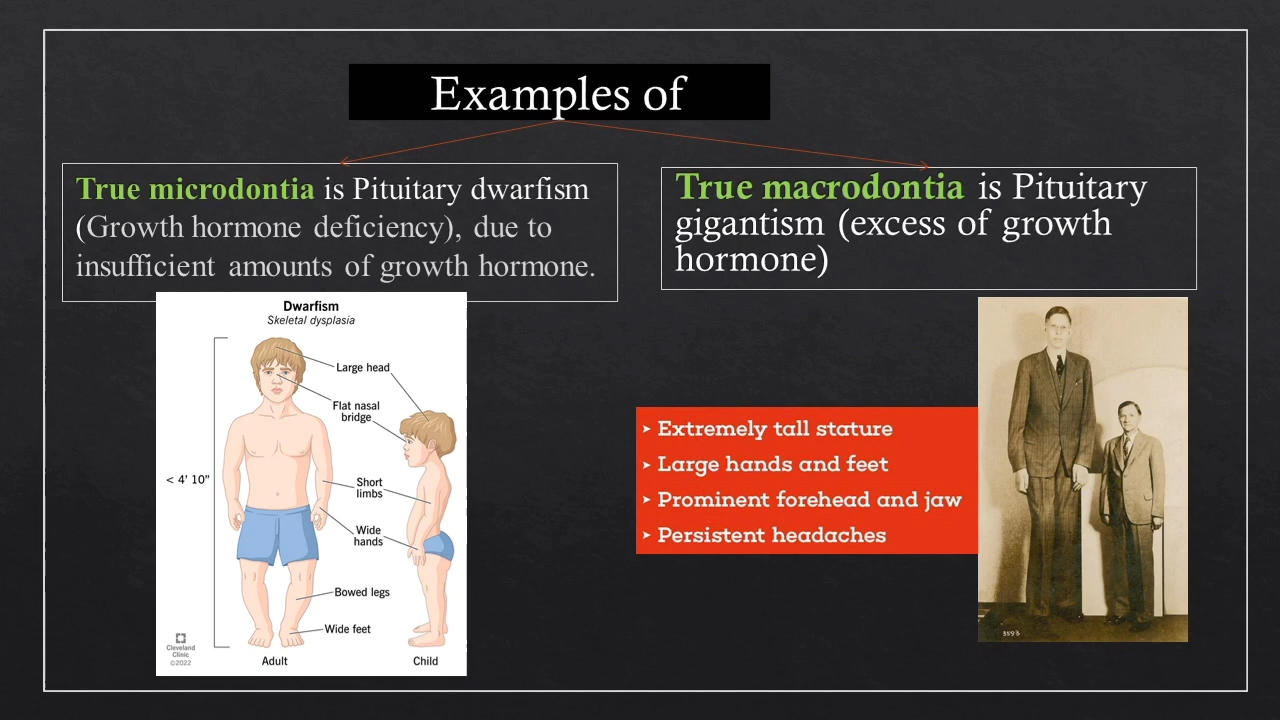 Examples of
True microdontia is Pituitary dwarfism
(Growth hormone deficiency), due to
insufficient amounts of growth hormone.
True macrodontia is Pituitary
gigantism (excess of growth
hormone)
Dwarfism
Skeletal dysplasia
Large head
Flat nasal
bridge
< 4' 10"
Short
limbs
Wide
hands
Bowed legs
Wide feet
Cleveland
Clinic
©2022
Adult
Child
➤ Extremely tall stature
➤ Large hands and feet
➤ Prominent forehead and jaw
➤ Persistent headaches
3593